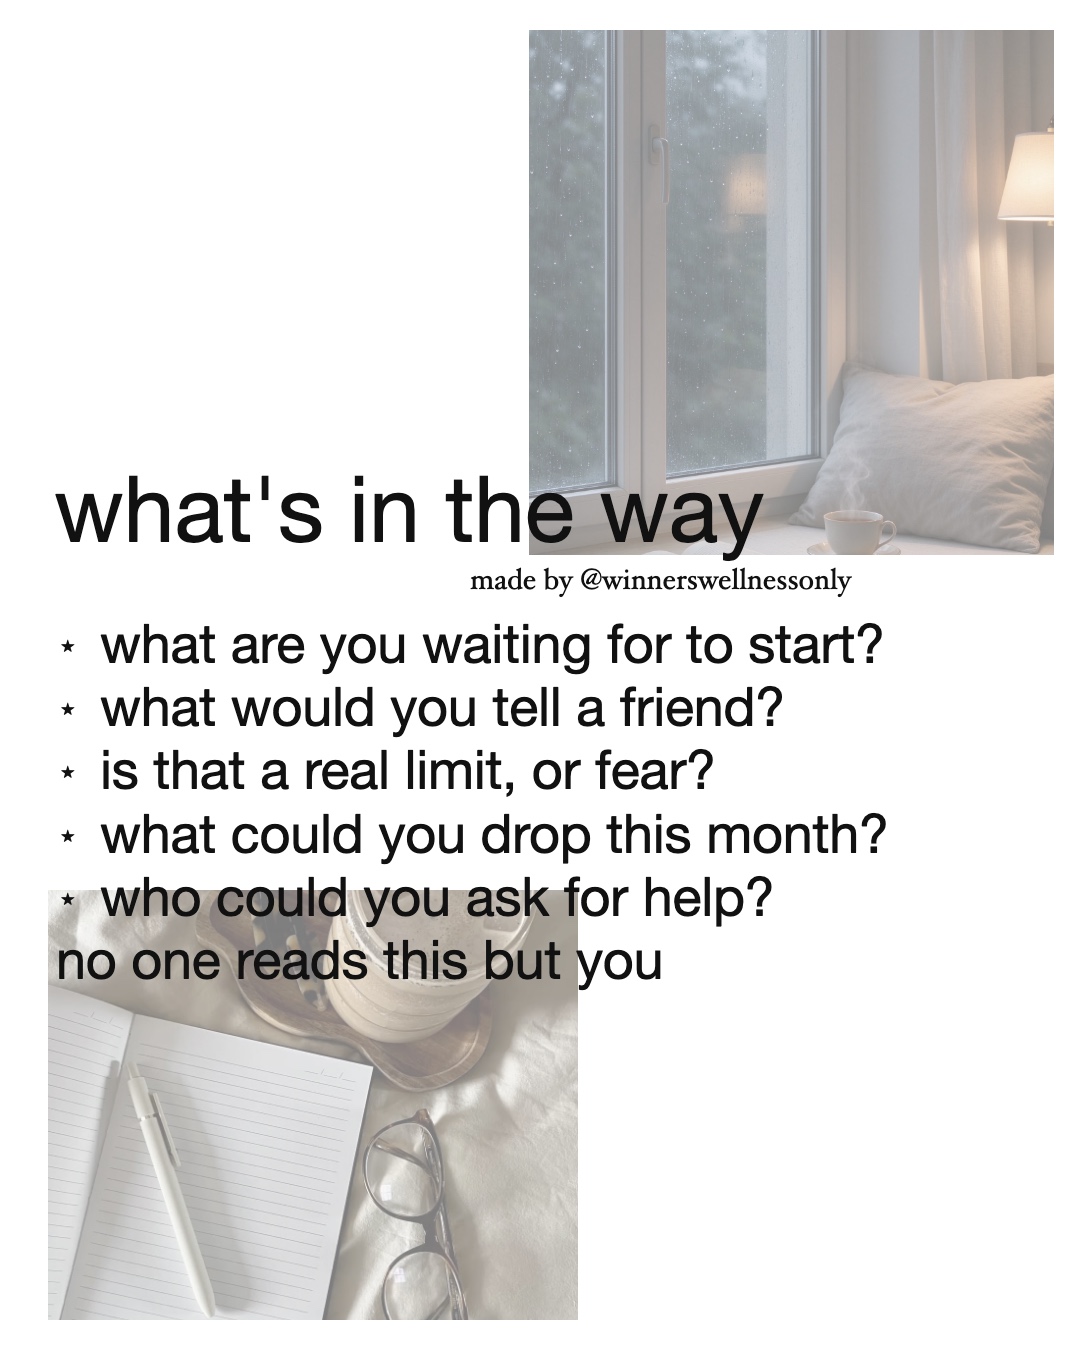 what's in the way
made by @winnerswellnessonly
★ what are you waiting for to start?
★ what would you tell a friend?
★ is that a real limit, or fear?
★ what could you drop this month?
★ who could you ask for help?
no one reads this but you